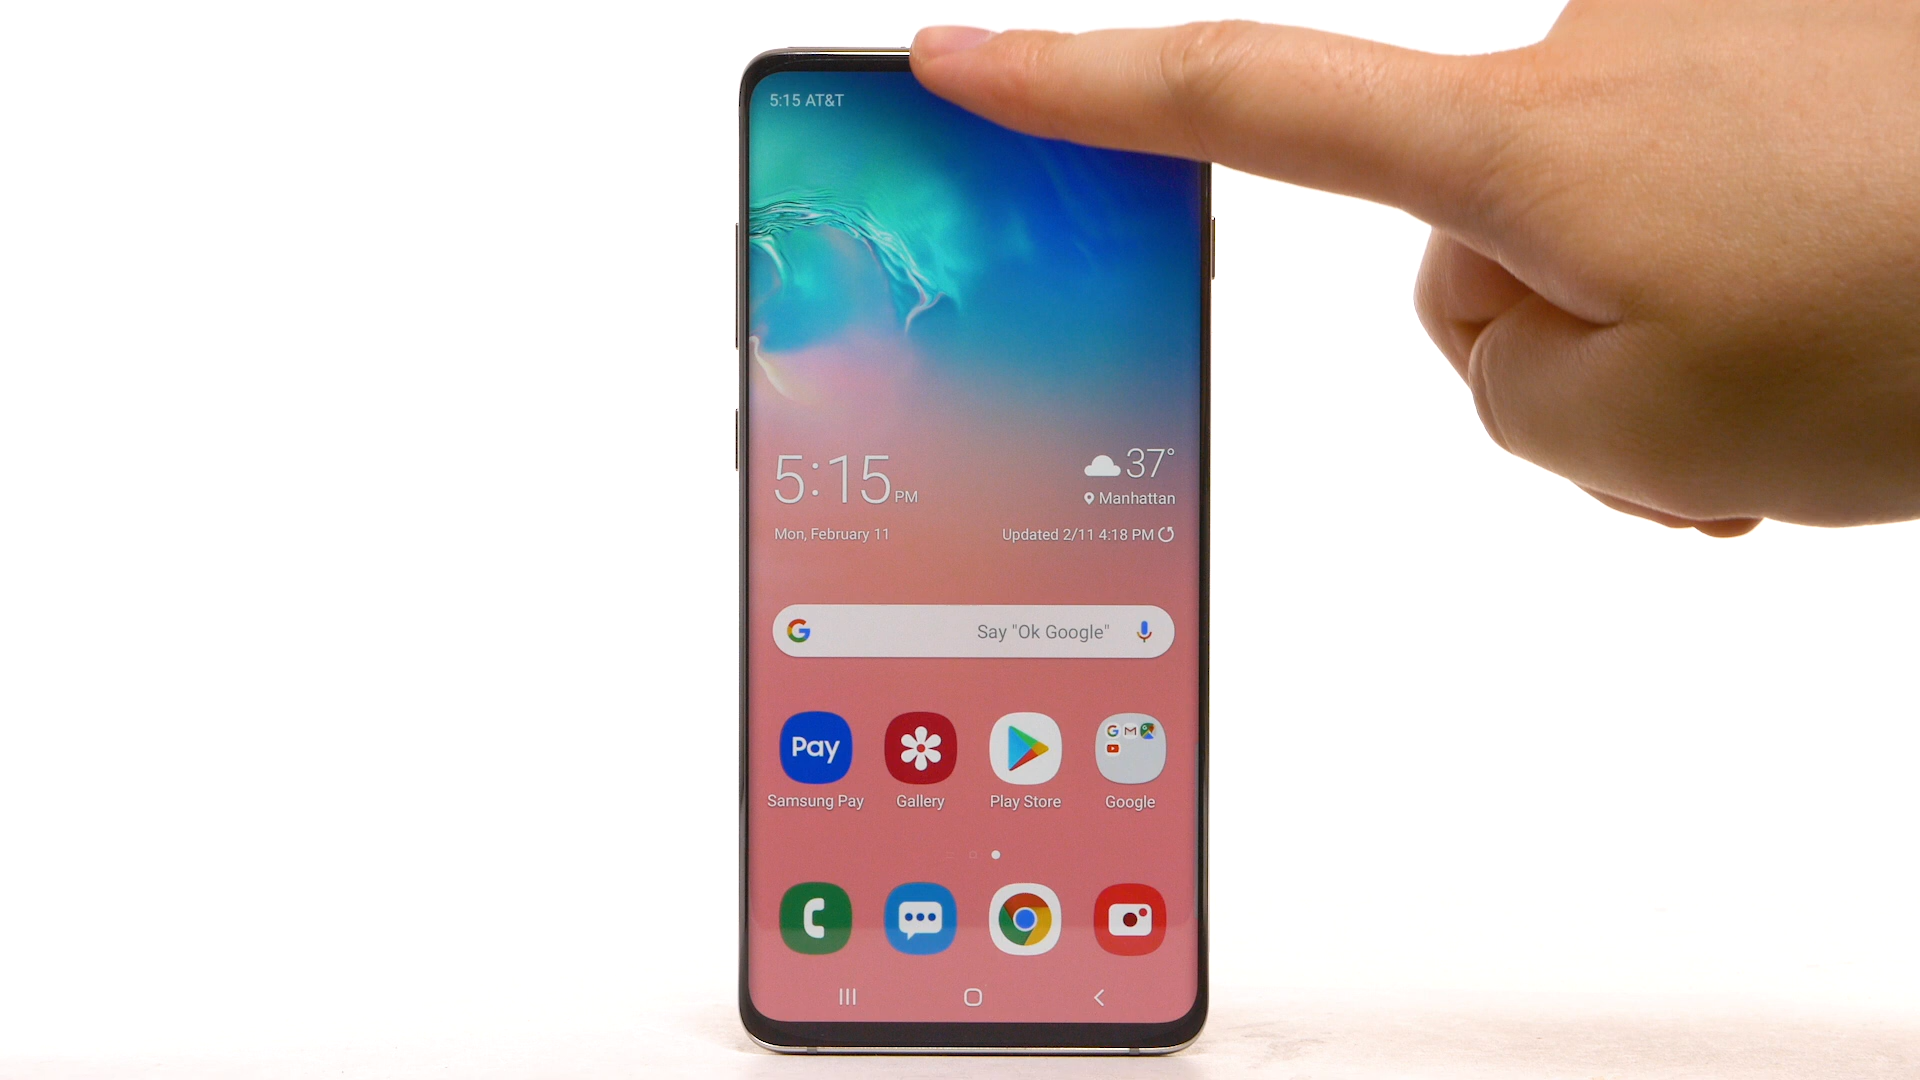 5:15 AT&T
5:15 PM
37°
Manhattan
Mon, February 11
Updated 2/11 4:18 PM
G Say "Ok Google"
Pay
G M
Samsung Pay Gallery Play Store Google